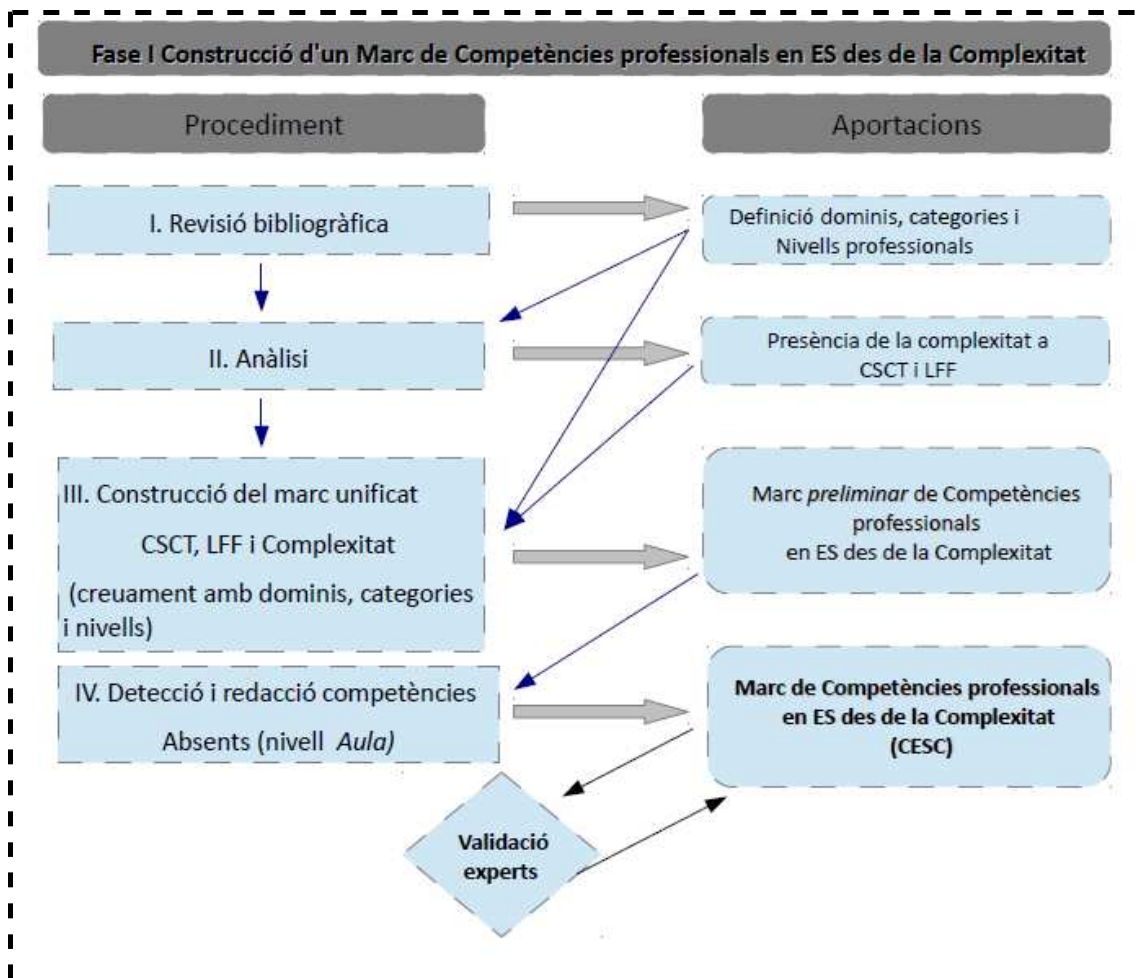 Fase I Construcció d'un Marc de Competències professionals en ES des de la Complexitat
Procediment
Aportacions
I. Revisió bibliogràfica
Definició dominis, categories i
Nivells professionals
II. Anàlisi
Presència de la complexitat a
CSCT i LFF
III. Construcció del marc unificat
CSCT, LFF i Complexitat
(creuament amb dominis, categories
i nivells)
Marc preliminar de Competències
professionals
en ES des de la Complexitat
IV. Detecció i redacció competències
Absents (nivell Aula)
Marc de Competències professionals
en ES des de la Complexitat
(CESC)
Validació
experts